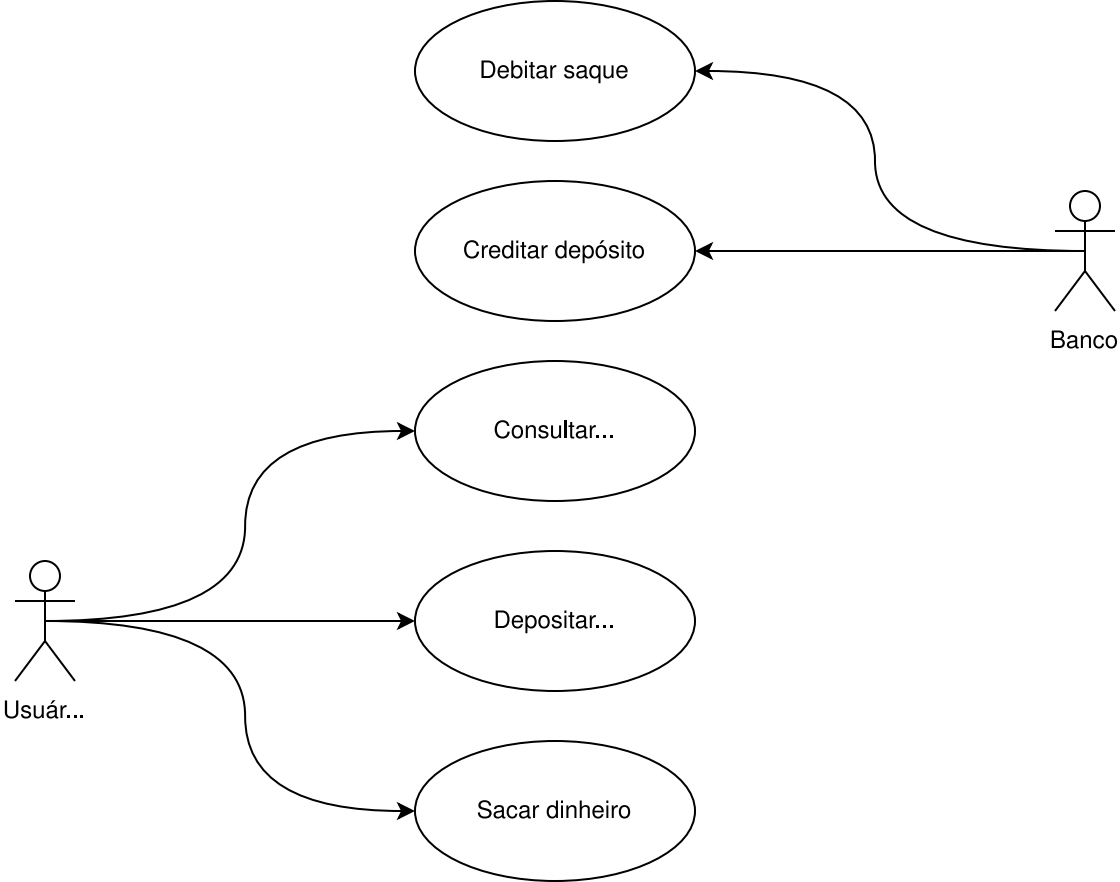 Debitar saque
Creditar depósito
Banco
Consultar...
Depositar...
Usuár...
Sacar dinheiro